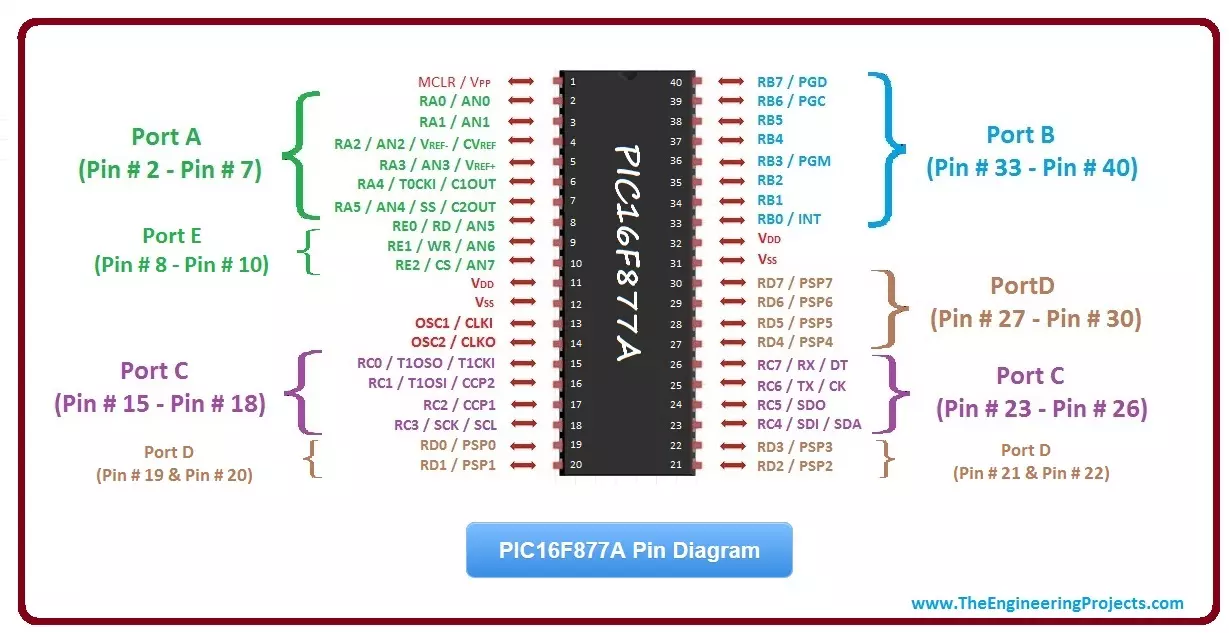 MCLR / VPP
RA0 / AN0
RA1 / AN1
RA2 / AN2 / VREF- / CVREF
RA3 / AN3 / VREF+
RA4 / T0CKI / C1OUT
RA5 / AN4 / SS / C2OUT
RE0 / RD / AN5
RE1 / WR / AN6
RE2 / CS / AN7
VDD
VSS
OSC1 / CLKI
OSC2 / CLKO
RC0 / T1OSO / T1CKI
RC1 / T1OSI / CCP2
RC2 / CCP1
RC3 / SCK / SCL
RD0 / PSP0
RD1 / PSP1
Port A
(Pin # 2 - Pin # 7)
Port E
(Pin # 8 - Pin # 10)
Port C
(Pin # 15 - Pin # 18)
Port D
(Pin # 19 & Pin # 20)
1
2
3
4
5
6
7
8
9
10
11
12
13
14
15
16
17
18
19
20
PIC16F877A
40
39
38
37
36
35
34
33
32
31
30
29
28
27
26
25
24
23
22
21
RB7 / PGD
RB6 / PGC
RB5
RB4
RB3 / PGM
RB2
RB1
RB0 / INT
VDD
VSS
RD7 / PSP7
RD6 / PSP6
RD5 / PSP5
RD4 / PSP4
RC7 / RX / DT
RC6 / TX / CK
RC5 / SDO
RC4 / SDI / SDA
RD3 / PSP3
RD2 / PSP2
Port B
(Pin # 33 - Pin # 40)
PortD
(Pin # 27 - Pin # 30)
Port C
(Pin # 23 - Pin # 26)
Port D
(Pin # 21 & Pin # 22)
PIC16F877A Pin Diagram
www.TheEngineeringProjects.com